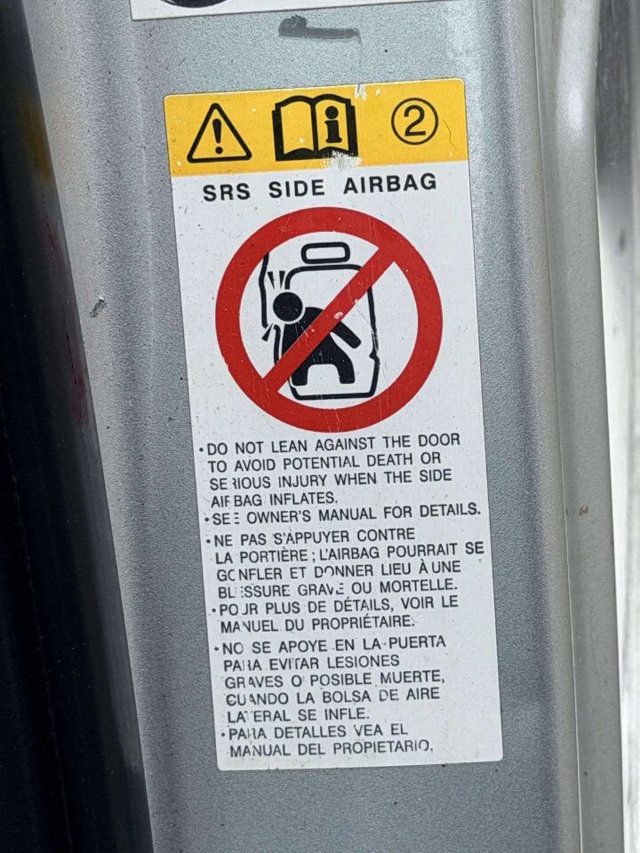 ②
SRS SIDE AIRBAG
• DO NOT LEAN AGAINST THE DOOR
TO AVOID POTENTIAL DEATH OR
SERIOUS INJURY WHEN THE SIDE
AIRBAG INFLATES.
• SEE OWNER'S MANUAL FOR DETAILS.
• NE PAS S'APPUYER CONTRE
LA PORTIÈRE ; L'AIRBAG POURRAIT SE
GONFLER ET DONNER LIEU À UNE
BLESSURE GRAVE OU MORTELLE.
• POUR PLUS DE DÉTAILS, VOIR LE
MANUEL DU PROPRIÉTAIRE.
• NO SE APOYE EN LA PUERTA
PARA EVITAR LESIONES
GRAVES O POSIBLE MUERTE,
CUANDO LA BOLSA DE AIRE
LATERAL SE INFLE.
• PARA DETALLES VEA EL
MANUAL DEL PROPIETARIO.